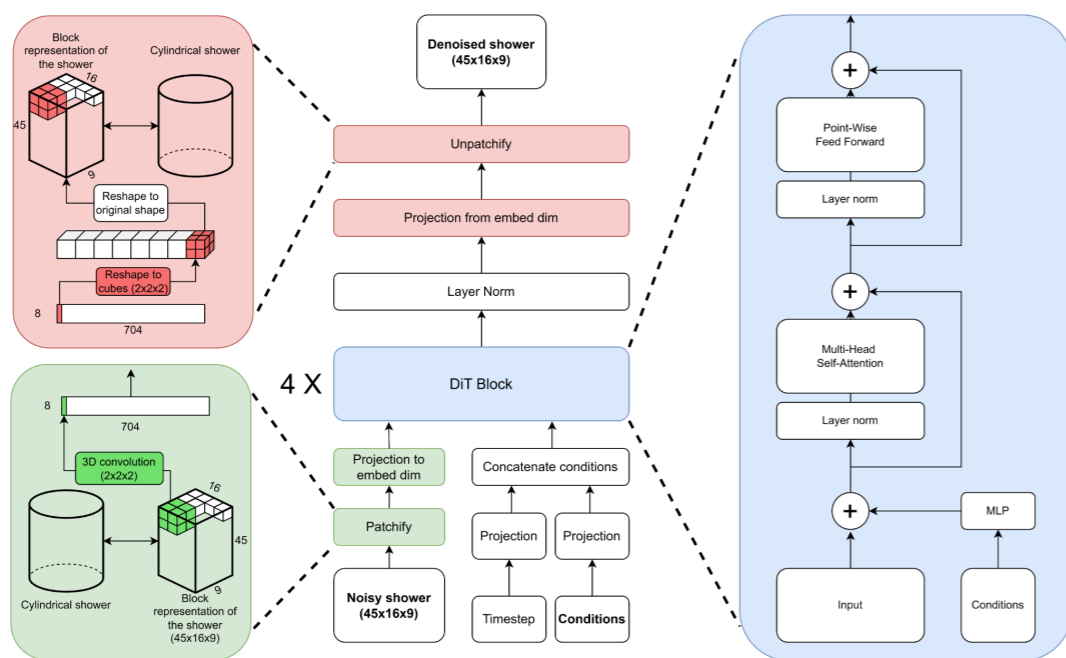 Block
representation of
the shower
Cylindrical shower
16
45
9
Reshape to
original shape
Reshape to
cubes (2x2x2)
8
704
8
704
3D convolution
(2x2x2)
16
45
9
Cylindrical shower
Block
representation of
the shower
(45x16x9)
Denoised shower
(45x16x9)
Unpatchify
Projection from embed dim
Layer Norm
4 X
DiT Block
Projection to
embed dim
Concatenate conditions
Patchify
Projection
Projection
Noisy shower
(45x16x9)
Timestep
Conditions
+
Point-Wise
Feed Forward
Layer norm
+
Multi-Head
Self-Attention
Layer norm
+
MLP
Input
Conditions